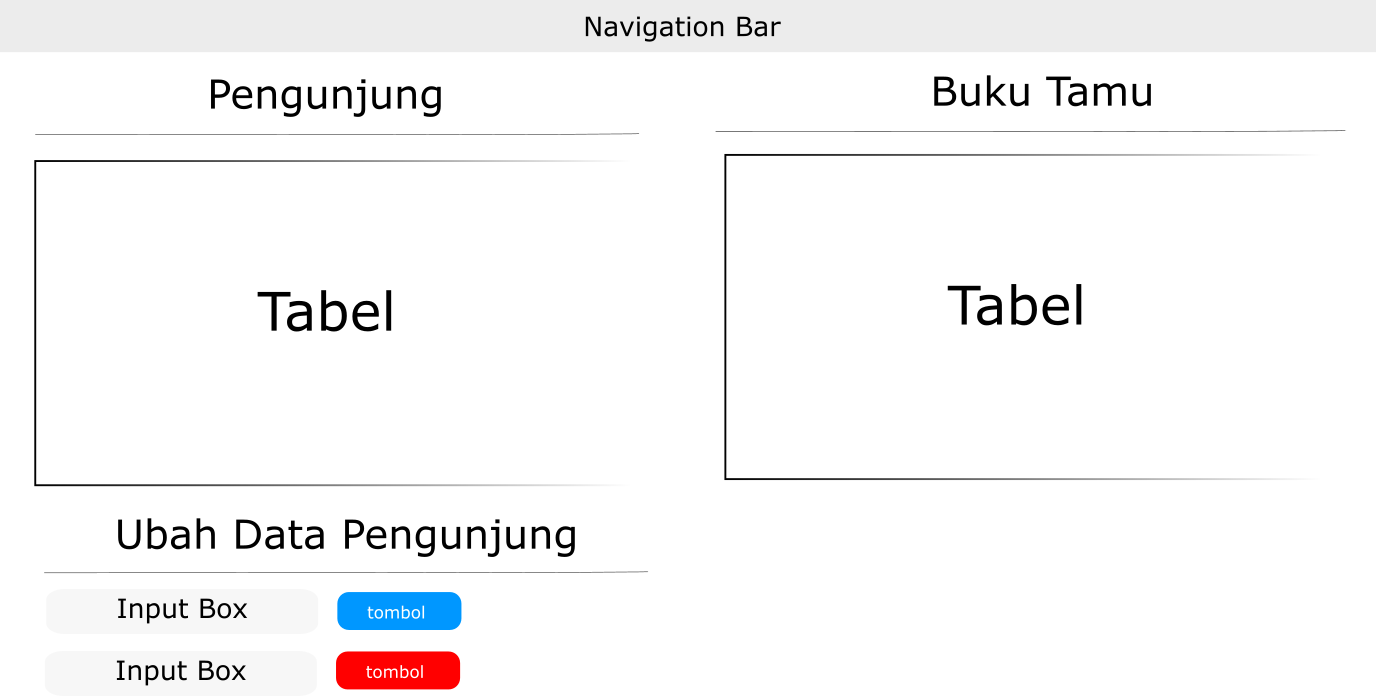 Navigation Bar
Pengunjung
Buku Tamu
Tabel
Tabel
Ubah Data Pengunjung
Input Box
tombol
Input Box
tombol